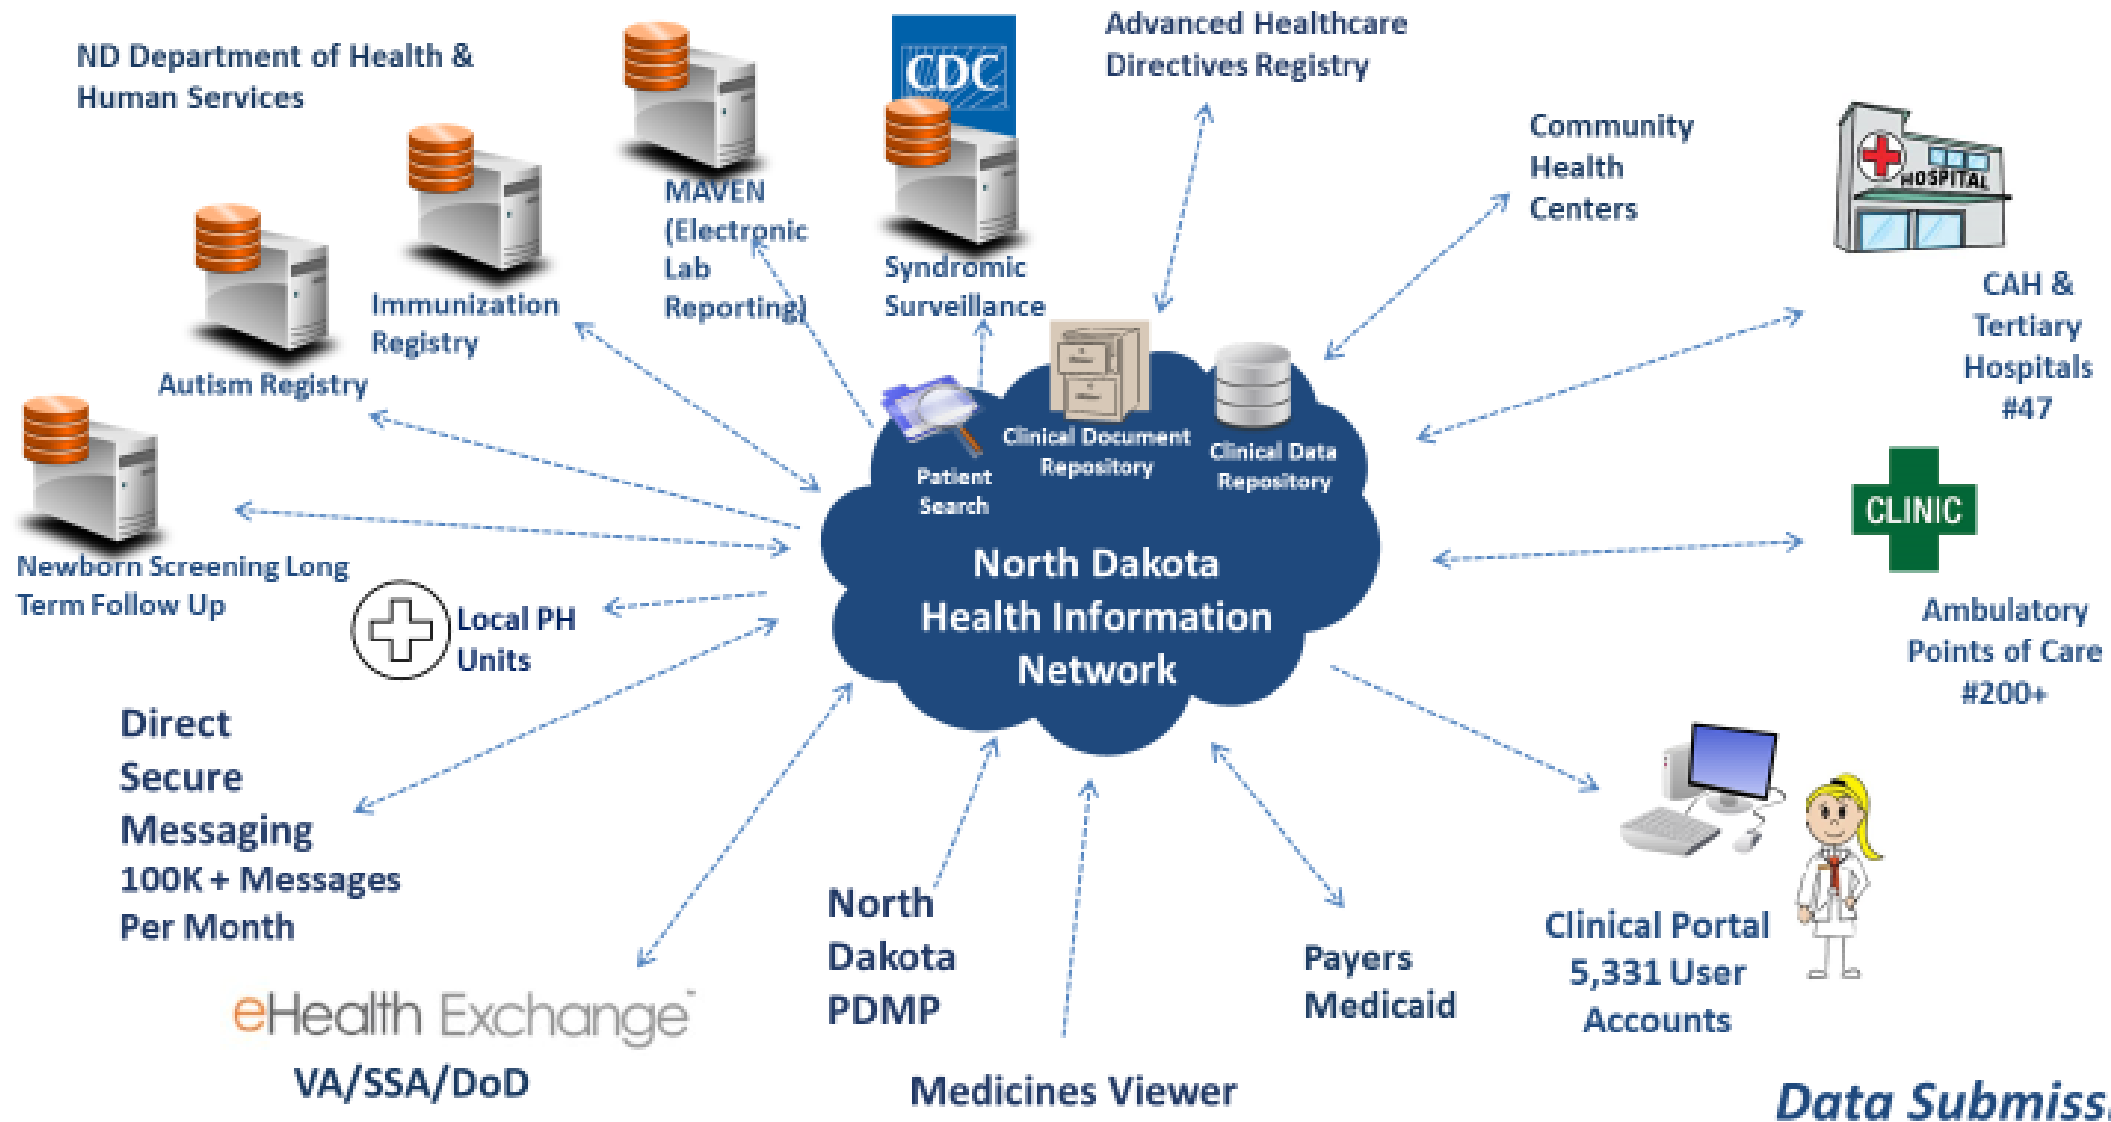 ND Department of Health &
Human Services
CDC
Advanced Healthcare
Directives Registry
Community
Health
Centers
HOSPITAL
CAH &
Tertiary
Hospitals
#47
MAVEN
(Electronic
Lab
Reporting)
Syndromic
Surveillance
Immunization
Registry
Autism Registry
Newborn Screening Long
Term Follow Up
Local PH
Units
Patient
Search
Clinical Document
Repository
Clinical Data
Repository
North Dakota
Health Information
Network
CLINIC
Ambulatory
Points of Care
#200+
Direct
Secure
Messaging
100K + Messages
Per Month
eHealth Exchange™
VA/SSA/DoD
North
Dakota
PDMP
Medicines Viewer
Payers
Medicaid
Clinical Portal
5,331 User
Accounts
Data Submiss